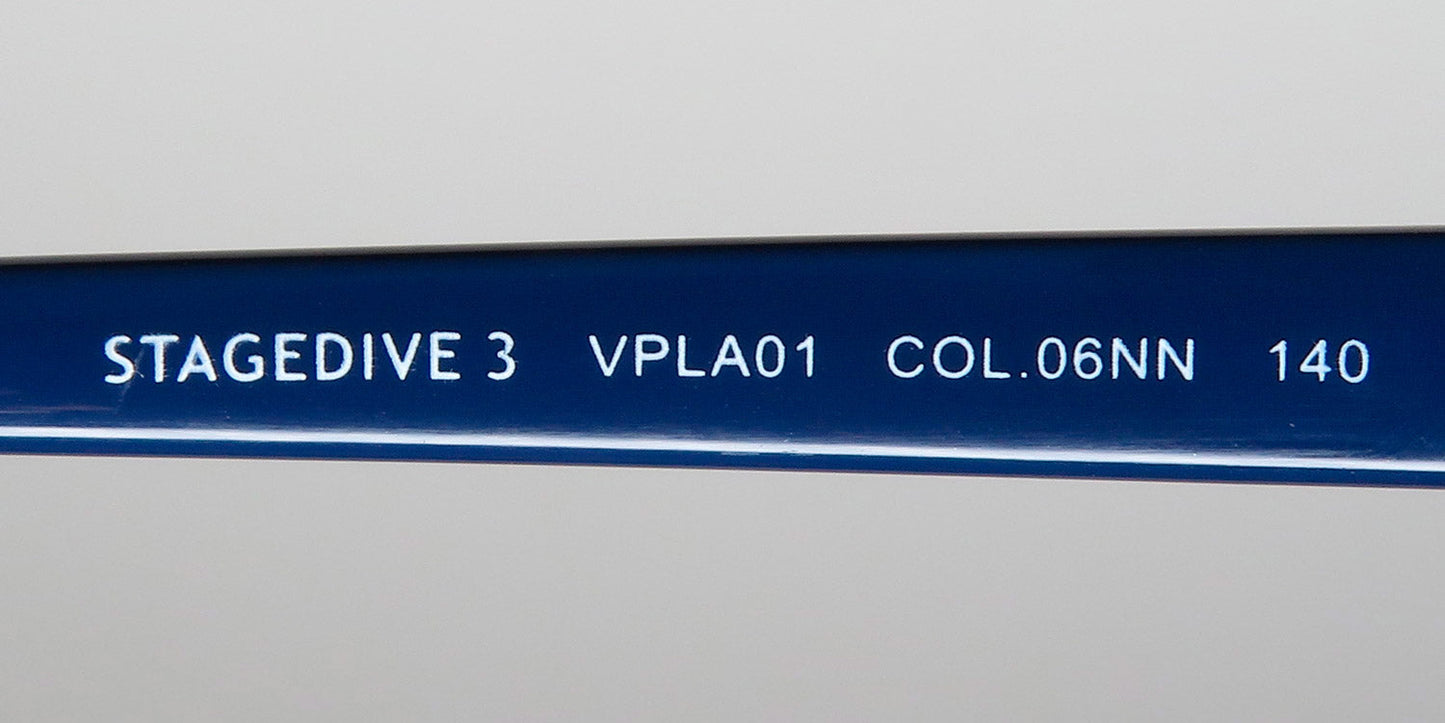 STAGEDIVE 3 VPLA01 COL.06NN 140